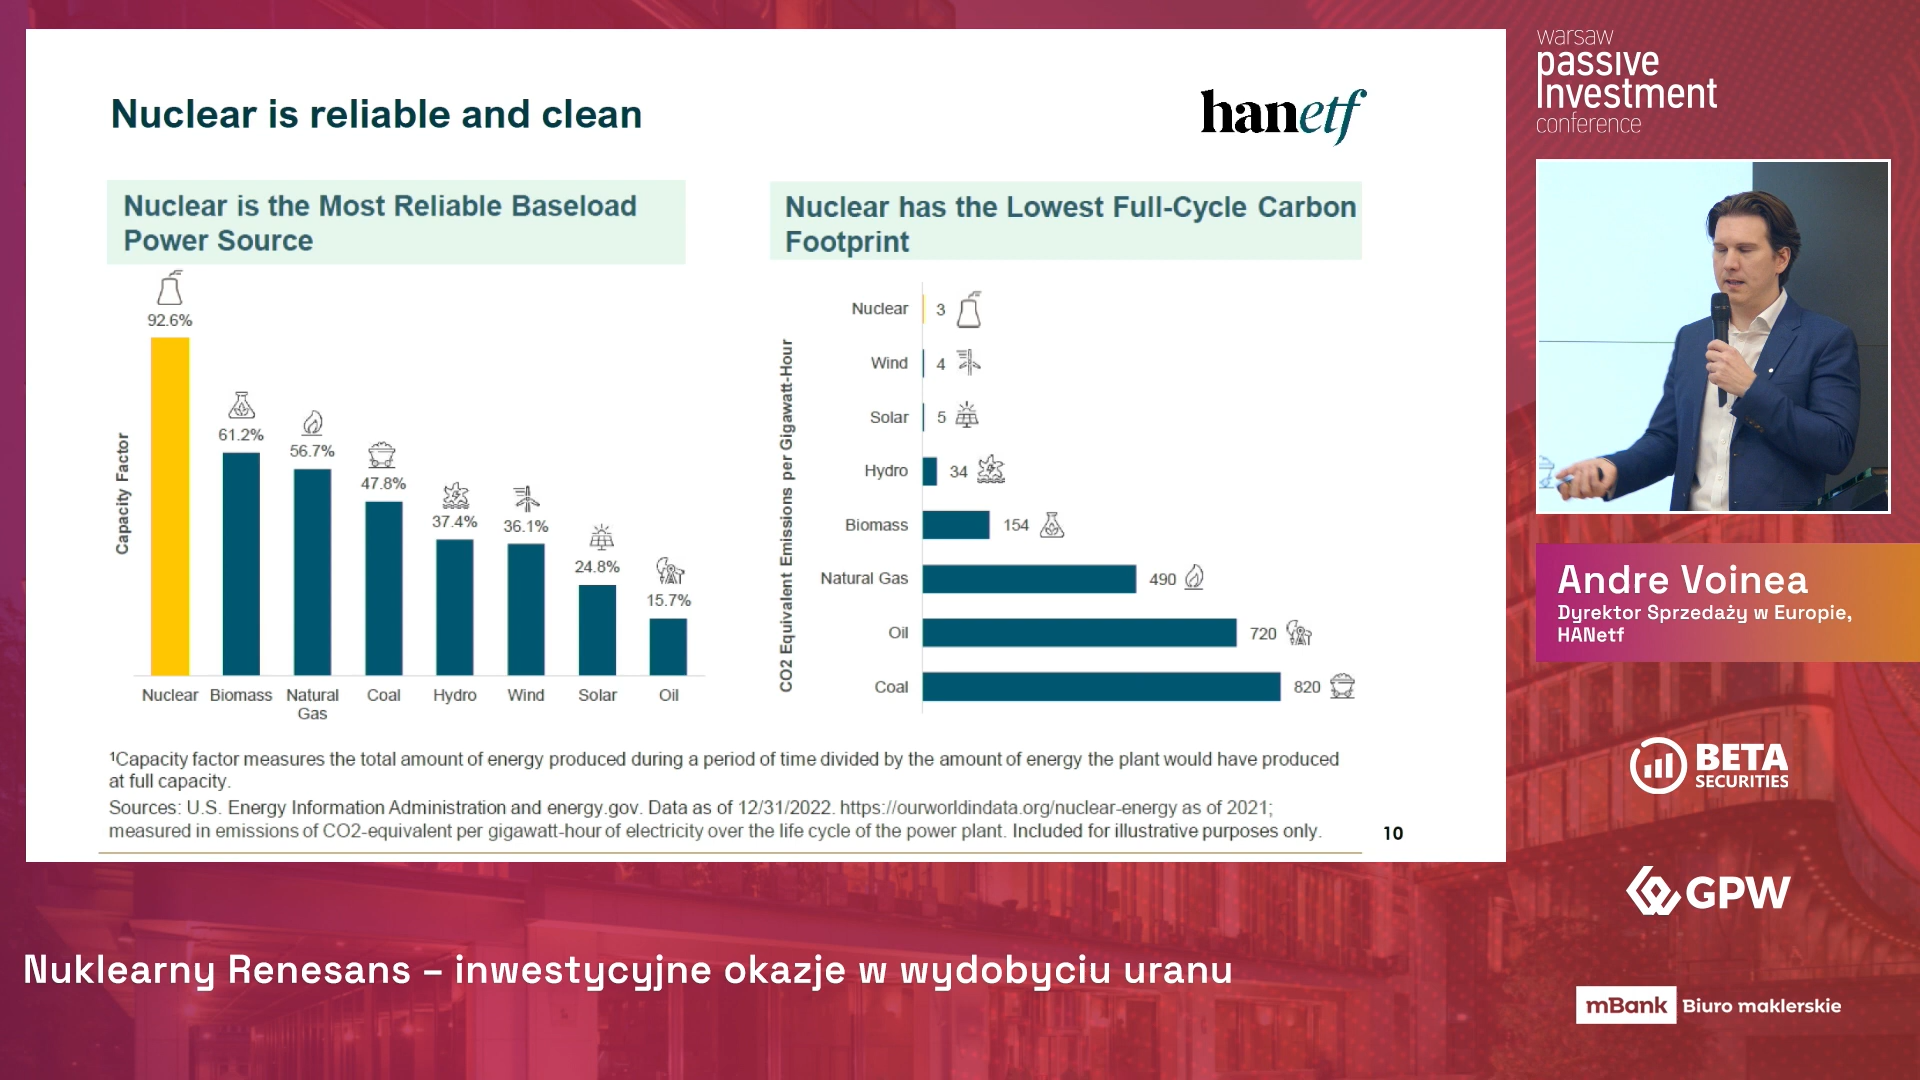 Nuclear is reliable and clean
hanetf
Nuclear is the Most Reliable Baseload
Power Source
92.6%
61.2%
56.7%
47.8%
37.4%
36.1%
24.8%
15.7%
Capacity Factor
Nuclear
Biomass
Natural
Gas
Coal
Hydro
Wind
Solar
Oil
Nuclear has the Lowest Full-Cycle Carbon
Footprint
CO2 Equivalent Emissions per Gigawatt-Hour
Nuclear 3
Wind 4
Solar 5
Hydro 34
Biomass 154
Natural Gas 490
Oil 720
Coal 820
¹Capacity factor measures the total amount of energy produced during a period of time divided by the amount of energy the plant would have produced
at full capacity.
Sources: U.S. Energy Information Administration and energy.gov. Data as of 12/31/2022. https://ourworldindata.org/nuclear-energy as of 2021;
measured in emissions of CO2-equivalent per gigawatt-hour of electricity over the life cycle of the power plant. Included for illustrative purposes only.
10
warsaw
passive
Investment
conference
Andre Voinea
Dyrektor Sprzedaży w Europie,
HANetf
BETA
SECURITIES
GPW
mBank Biuro maklerskie
Nuklearny Renesans – inwestycyjne okazje w wydobyciu uranu